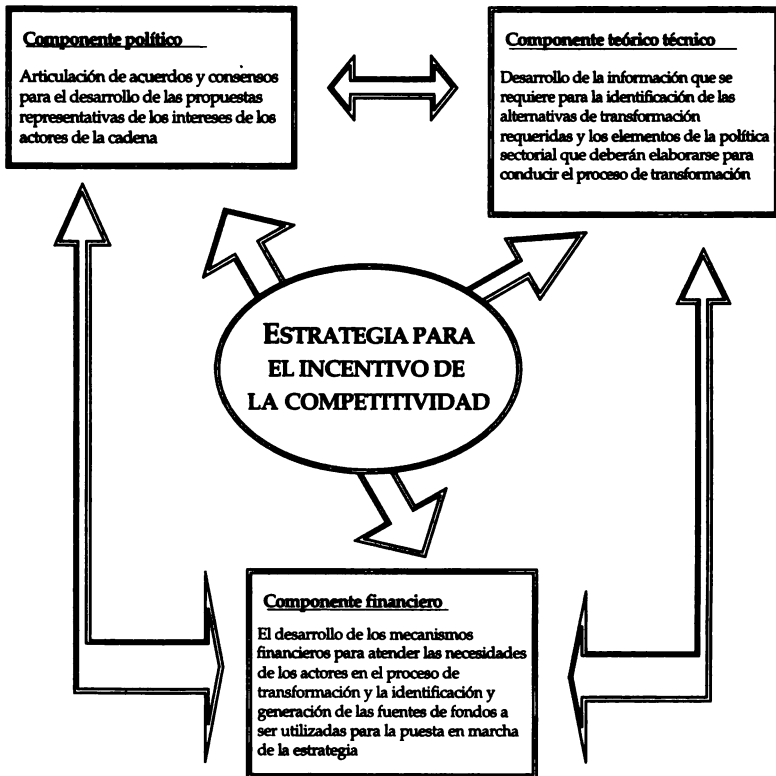 Componente político
Articulación de acuerdos y consensos
para el desarrollo de las propuestas
representativas de los intereses de los
actores de la cadena
Componente teórico técnico
Desarrollo de la información que se
requiere para la identificación de las
alternativas de transformación
requeridas y los elementos de la política
sectorial que deberán elaborarse para
conducir el proceso de transformación
ESTRATEGIA PARA
EL INCENTIVO DE
LA COMPETITIVIDAD
Componente financiero
El desarrollo de los mecanismos
financieros para atender las necesidades
de los actores en el proceso de
transformación y la identificación y
generación de las fuentes de fondos a
ser utilizadas para la puesta en marcha
de la estrategia